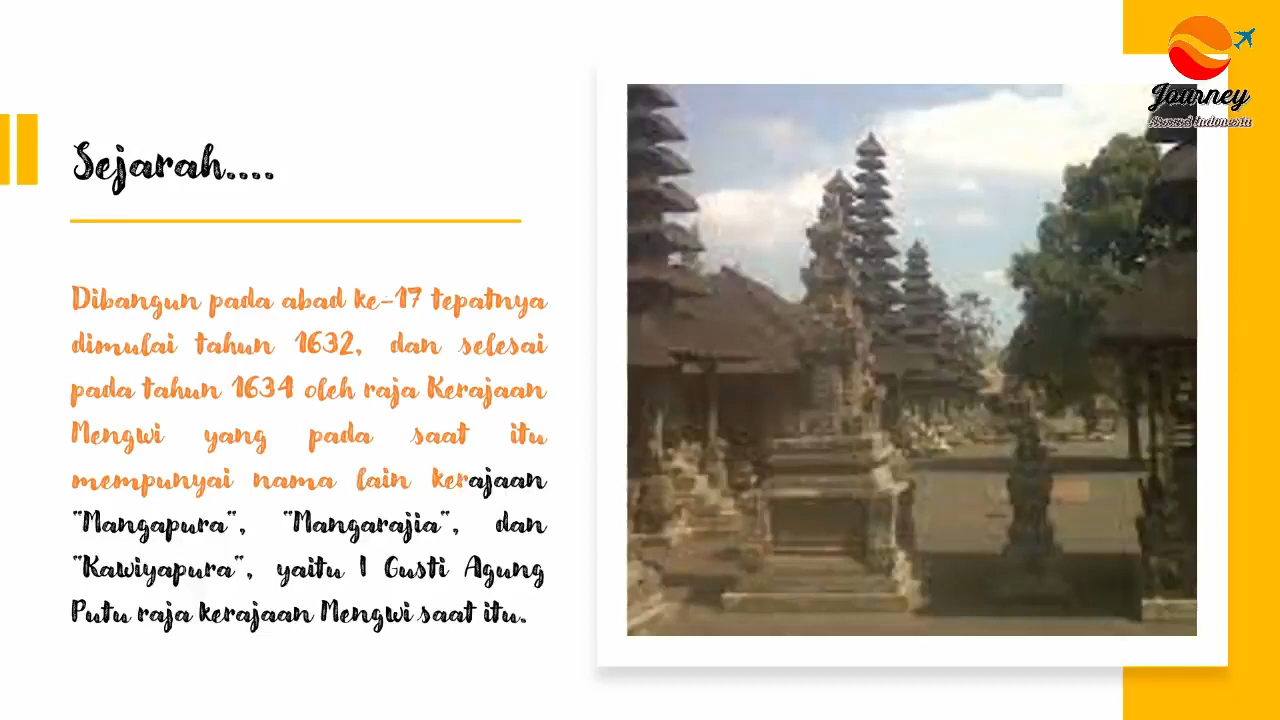 Journey
Around Indonesia
Sejarah....
Dibangun pada abad ke-17 tepatnya
dimulai tahun 1632, dan selesai
pada tahun 1634 oleh raja Kerajaan
Mengwi yang pada saat itu
mempunyai nama lain kerajaan
"Mangapura", "Mangarajia", dan
"Kawiyapura", yaitu I Gusti Agung
Putu raja kerajaan Mengwi saat itu.